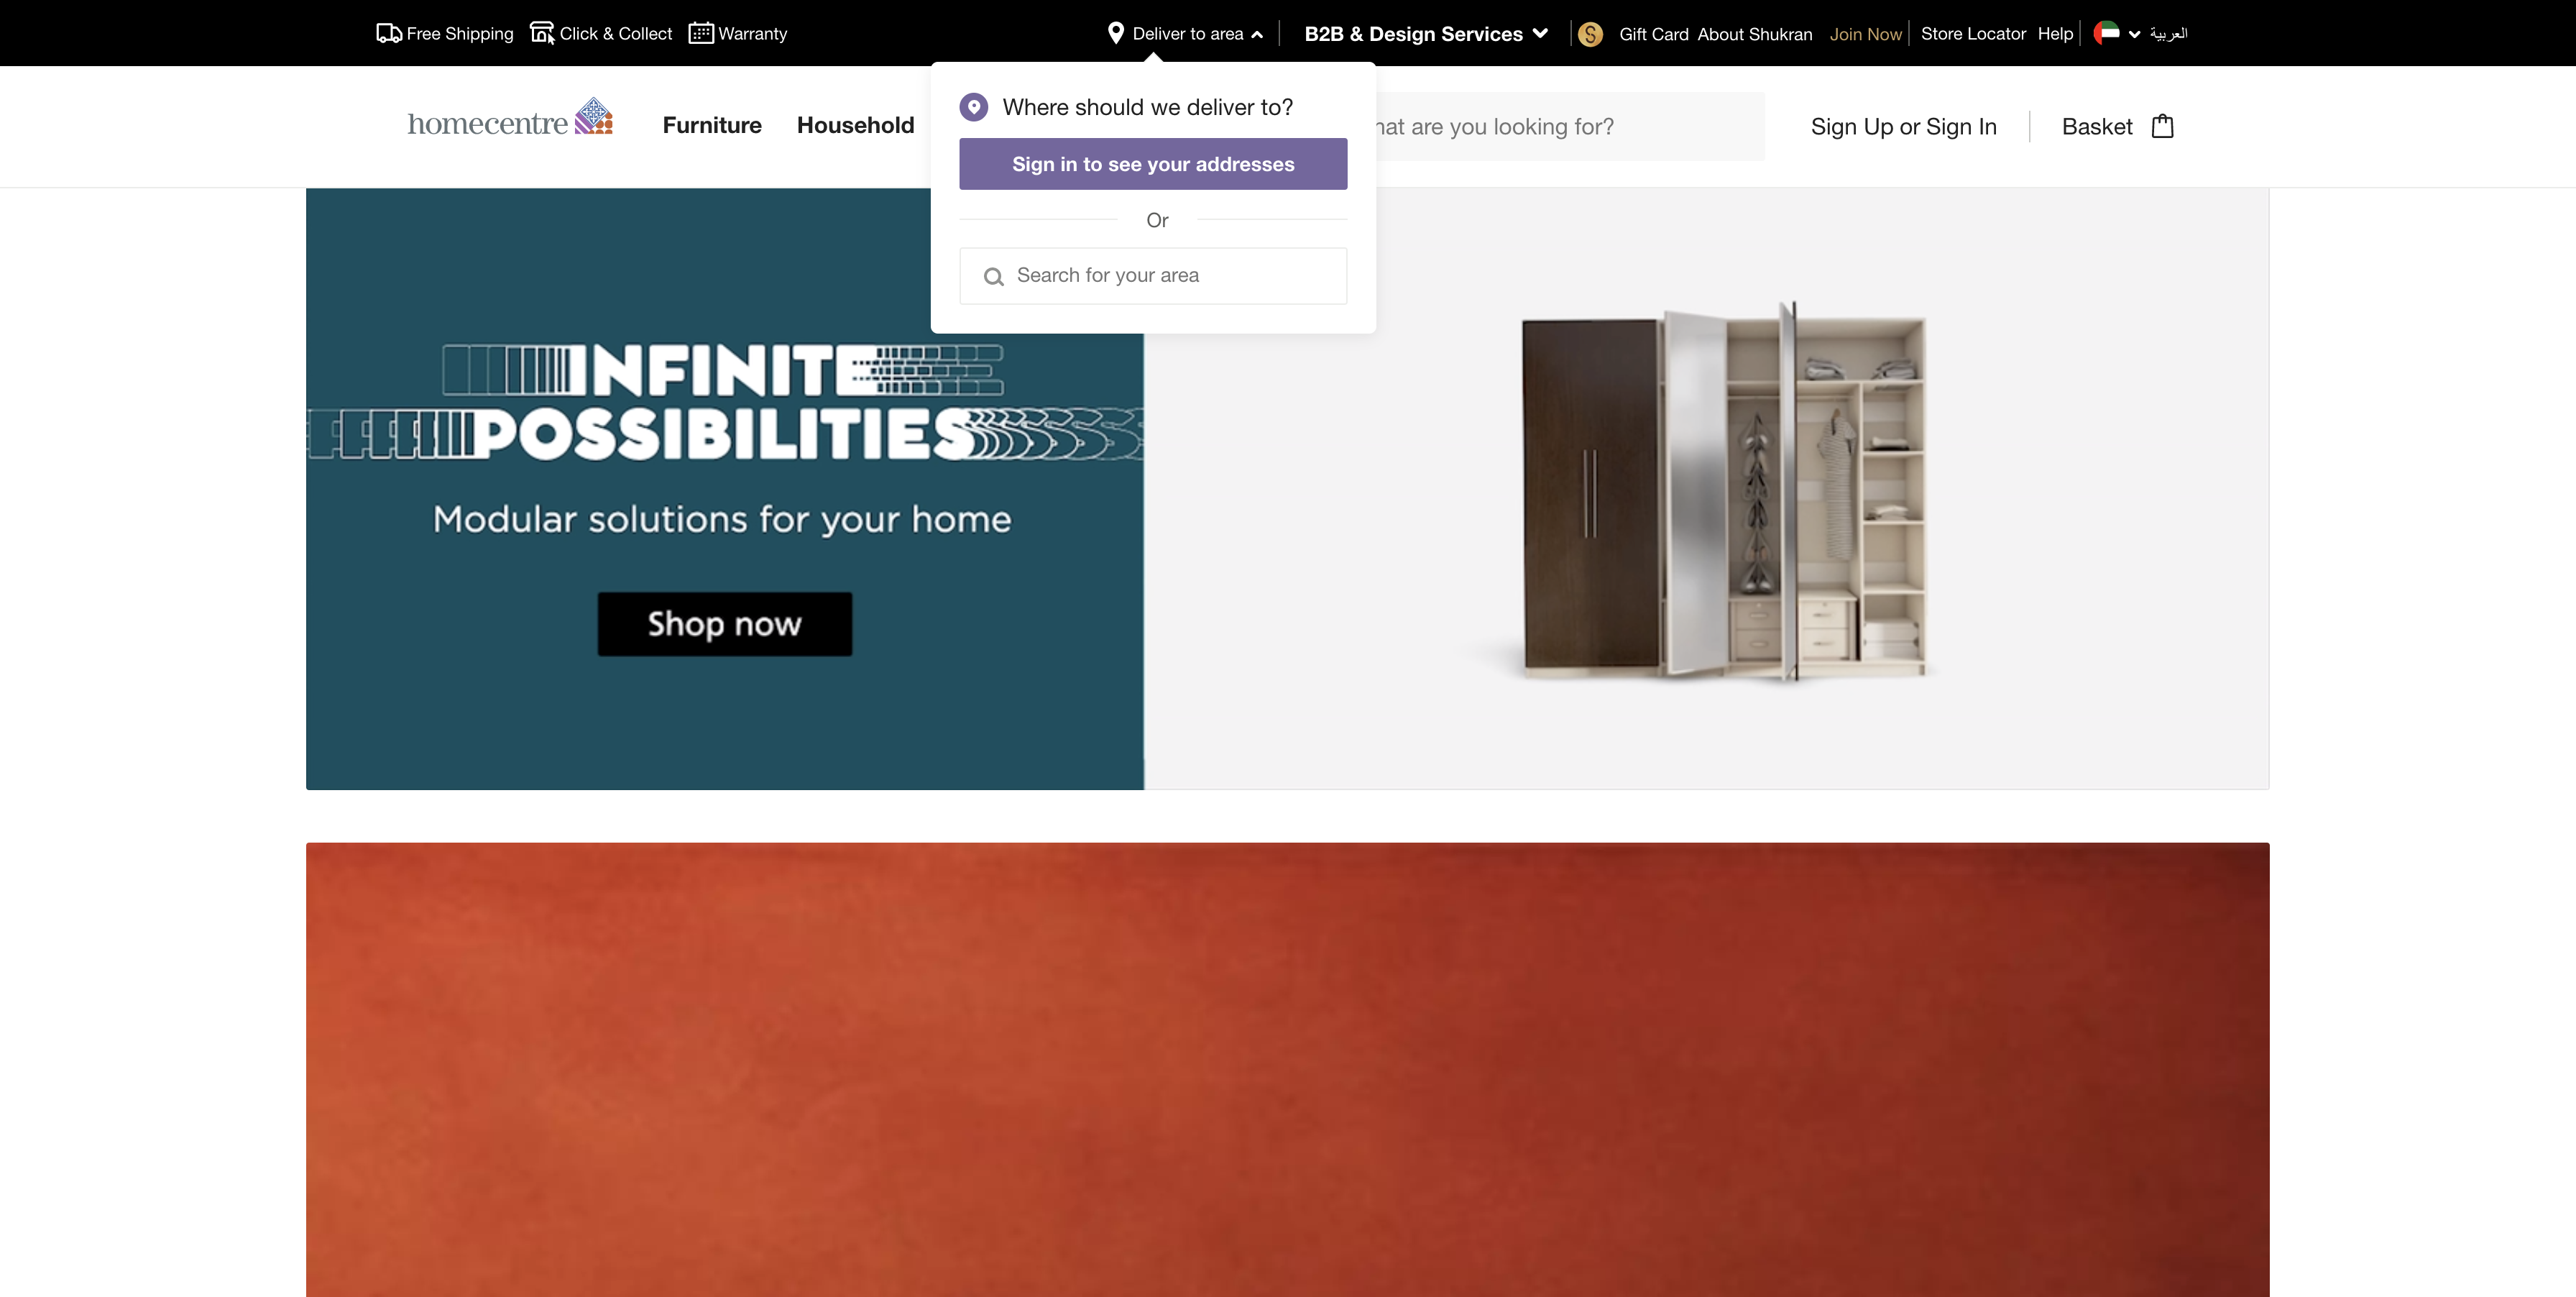 Free Shipping Click & Collect Warranty Deliver to area B2B & Design Services Gift Card About Shukran Join Now Store Locator Help العربية
homecentre Furniture Household
Where should we deliver to?
Sign in to see your addresses
Or
Search for your area
are you looking for? Sign Up or Sign In Basket
INFINITE
POSSIBILITIES
Modular solutions for your home
Shop now